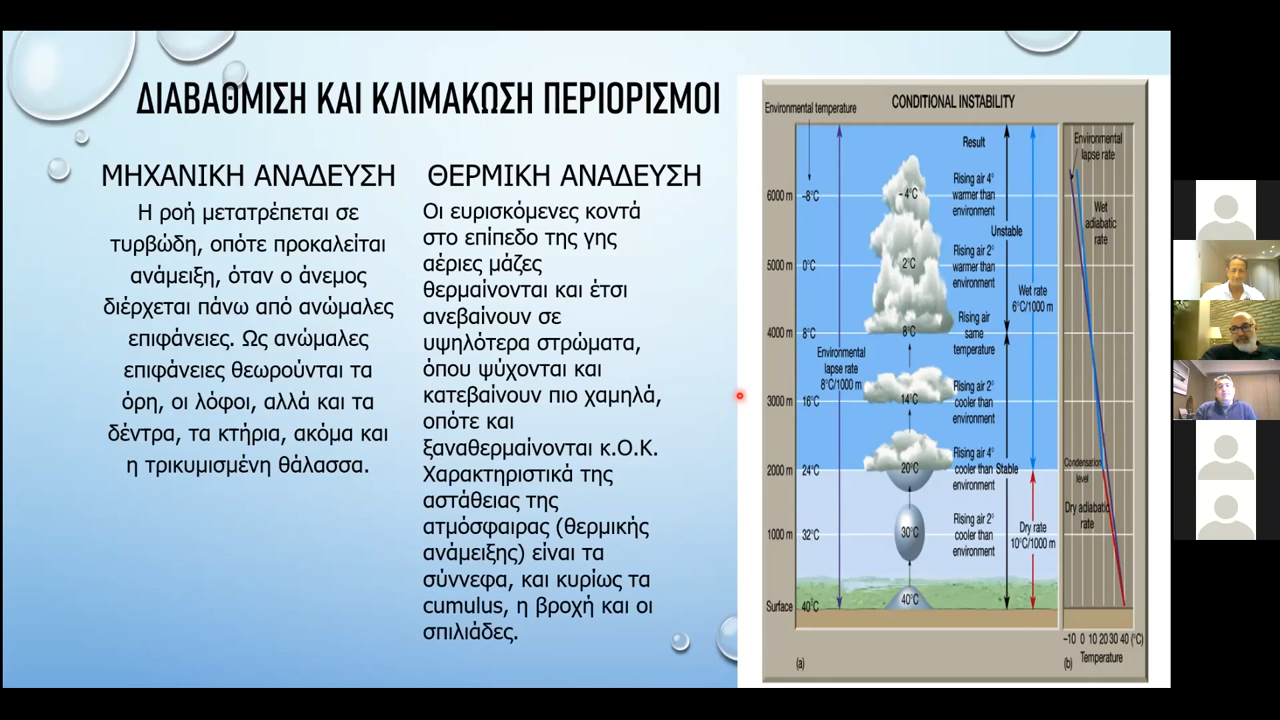 ΔΙΑΒΑΘΜΙΣΗ ΚΑΙ ΚΛΙΜΑΚΩΣΗ ΠΕΡΙΟΡΙΣΜΟΙ
ΜΗΧΑΝΙΚΗ ΑΝΑΔΕΥΣΗ
Η ροή μετατρέπεται σε
τυρβώδη, οπότε προκαλείται
ανάμειξη, όταν ο άνεμος
διέρχεται πάνω από ανώμαλες
επιφάνειες. Ως ανώμαλες
επιφάνειες θεωρούνται τα
όρη, οι λόφοι, αλλά και τα
δέντρα, τα κτήρια, ακόμα και
η τρικυμισμένη θάλασσα.
ΘΕΡΜΙΚΗ ΑΝΑΔΕΥΣΗ
Οι ευρισκόμενες κοντά
στο επίπεδο της γης
αέριες μάζες
θερμαίνονται και έτσι
ανεβαίνουν σε
υψηλότερα στρώματα,
όπου ψύχονται και
κατεβαίνουν πιο χαμηλά,
οπότε και
ξαναθερμαίνονται κ.Ο.Κ.
Χαρακτηριστικά της
αστάθειας της
ατμόσφαιρας (θερμικής
ανάμειξης) είναι τα
σύννεφα, και κυρίως τα
cumulus, η βροχή και οι
σπιλιάδες.
CONDITIONAL INSTABILITY
Environmental temperature
Result
6000 m
–8°C
–4°C
Rising air 4°
warmer than
environment
Unstable
5000 m
0°C
2°C
Rising air 2°
warmer than
environment
Wet rate
6°C/1000 m
4000 m
8°C
8°C
Rising air
same
temperature
Environmental
lapse rate
8°C/1000 m
3000 m
16°C
14°C
Rising air 2°
cooler than
environment
2000 m
24°C
20°C
Rising air 4°
cooler than
environment
Stable
1000 m
32°C
30°C
Rising air 2°
cooler than
environment
Dry rate
10°C/1000 m
Surface
40°C
40°C
(a)
Environmental
lapse rate
Wet
adiabatic
rate
Condensation
level
Dry adiabatic
rate
–10 0 10 20 30 40 (°C)
Temperature
(b)